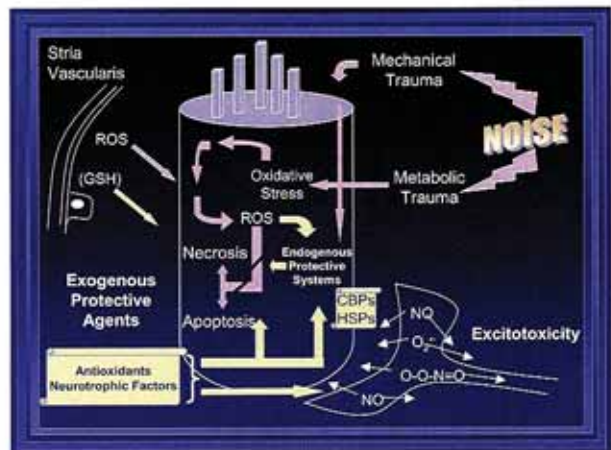 Stria
Vascularis
Mechanical
Trauma
NOISE
ROS
(GSH)
Oxidative
Stress
Metabolic
Trauma
ROS
Necrosis
Endogenous
Protective
Systems
Exogenous
Protective
Agents
Apoptosis
CBPs
HSPs
NO
Excitotoxicity
O₂•-
O-O-N=O
Antioxidants
Neurotrophic Factors
NO